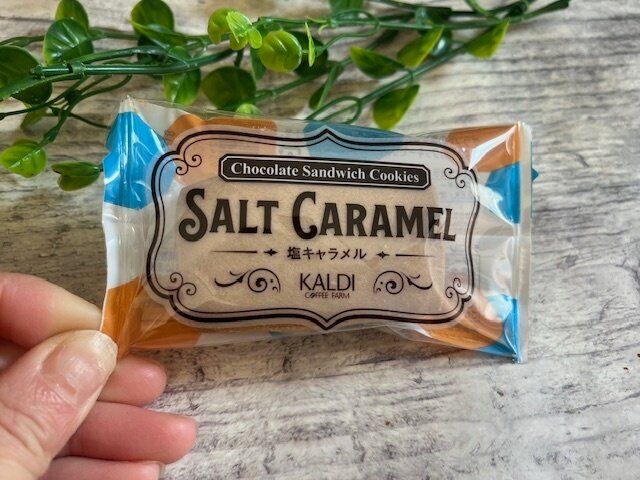 Chocolate Sandwich Cookies
SALT CARAMEL
塩キャラメル
KALDI
COFFEE FARM